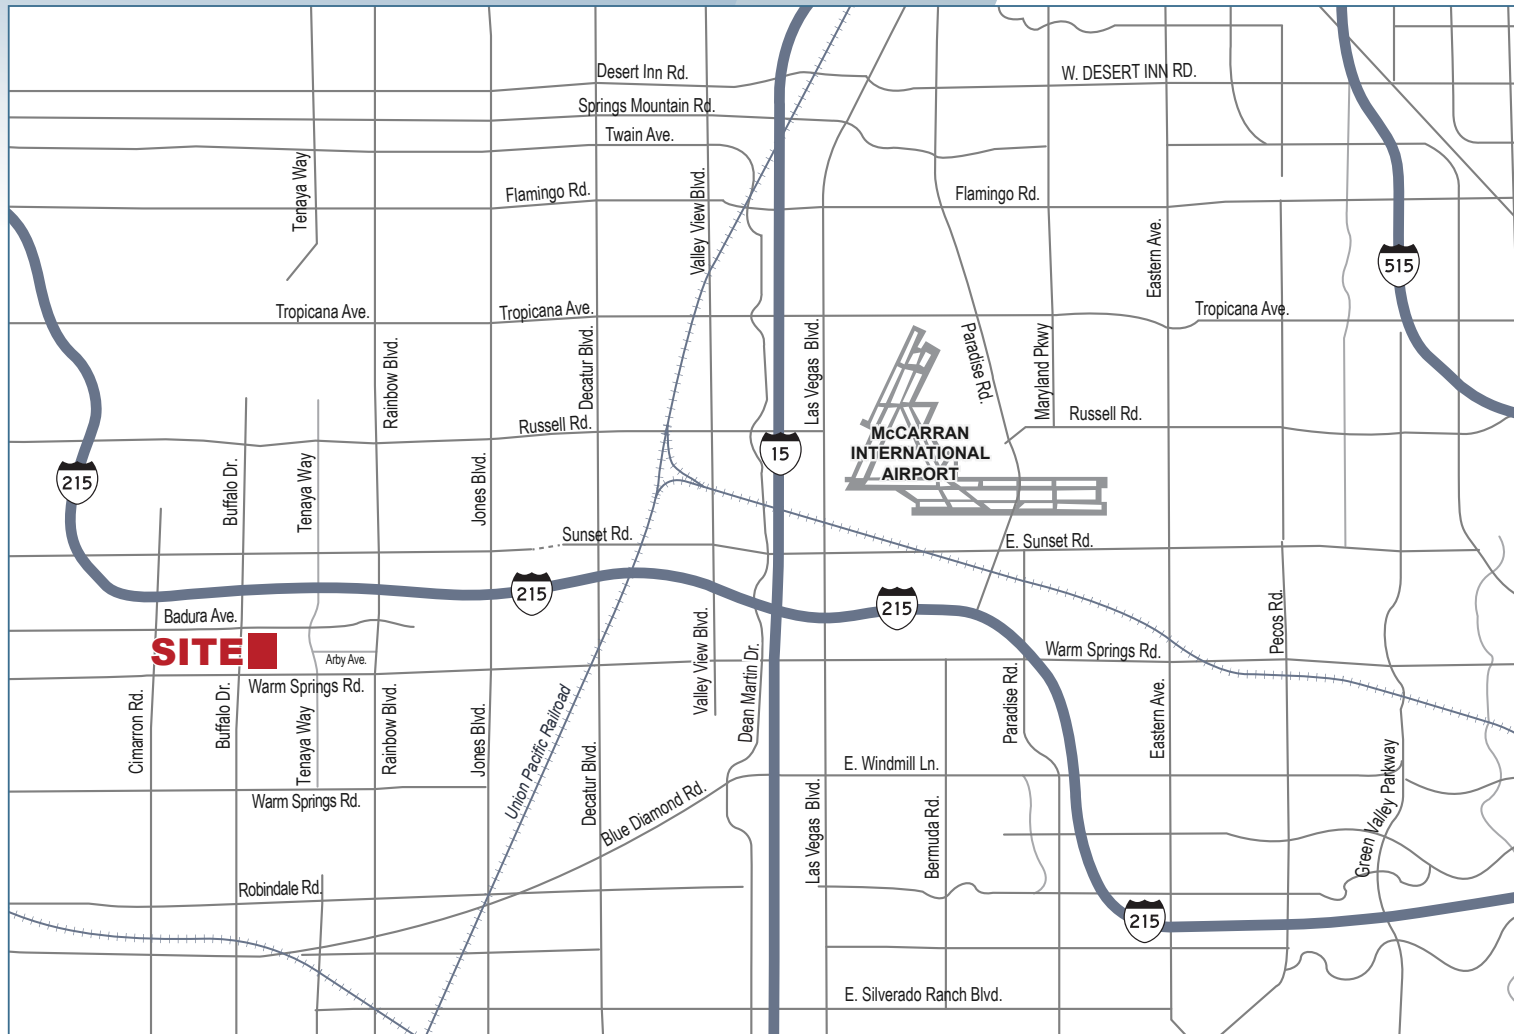 Desert Inn Rd.
W. DESERT INN RD.
Springs Mountain Rd.
Twain Ave.
Tenaya Way
Valley View Blvd.
Flamingo Rd.
Flamingo Rd.
Eastern Ave.
515
Tropicana Ave.
Tropicana Ave.
Tropicana Ave.
Rainbow Blvd.
Decatur Blvd.
Las Vegas Blvd.
Paradise Rd.
Maryland Pkwy
Russell Rd.
Russell Rd.
McCARRAN
INTERNATIONAL
AIRPORT
15
215
Buffalo Dr.
Tenaya Way
Jones Blvd.
Sunset Rd.
E. Sunset Rd.
215
215
Badura Ave.
SITE
Arby Ave.
Warm Springs Rd.
Warm Springs Rd.
Pecos Rd.
Valley View Blvd.
Dean Martin Dr.
Paradise Rd.
Eastern Ave.
Cimarron Rd.
Buffalo Dr.
Tenaya Way
Rainbow Blvd.
Jones Blvd.
Union Pacific Railroad
Decatur Blvd.
Blue Diamond Rd.
E. Windmill Ln.
Las Vegas Blvd.
Bermuda Rd.
Green Valley Parkway
Warm Springs Rd.
Robindale Rd.
215
E. Silverado Ranch Blvd.